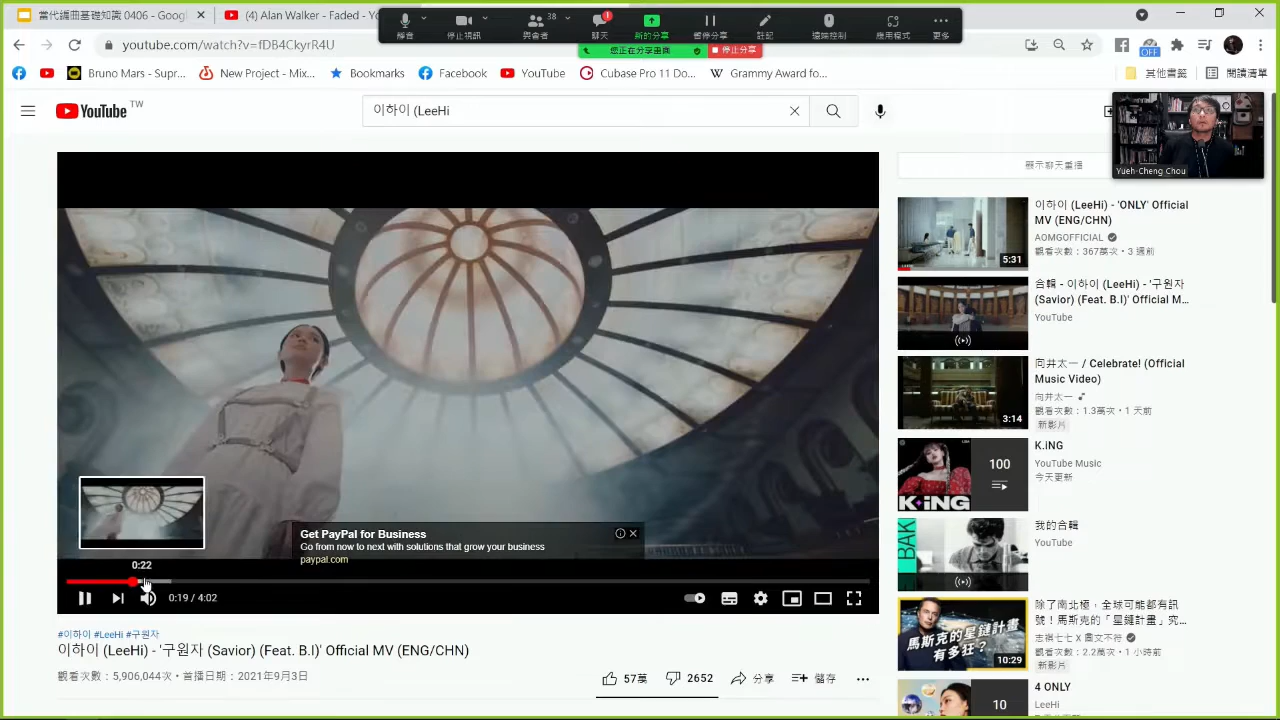 當代編曲基礎知識 0406 - Googl
(4) Alan Walker - Faded - Yo
靜音
停止視訊
38
與會者
1
聊天
新的分享
暫停分享
註記
遠端控制
應用程式
更多
您正在分享畫面
停止分享
youtube.com/watch?v=fDB4CkyrR4U
OFF
Bruno Mars - Supr...
New Project - Mix...
Bookmarks
Facebook
YouTube
Cubase Pro 11 Do...
Grammy Award fo...
其他書籤
閱讀清單
YouTube TW
이하이 (LeeHi
Yueh-Cheng Chou
顯示聊天重播
이하이 (LeeHi) - 'ONLY' Official
MV (ENG/CHN)
AOMGOFFICIAL
觀看次數：367萬次・3 週前
5:31
合輯 - 이하이 (LeeHi) - '구원자
(Savior) (Feat. B.I)' Official M...
YouTube
向井太一 / Celebrate! (Official
Music Video)
向井太一
觀看次數：1.3萬次・1 天前
新影片
3:14
K.iNG
YouTube Music
今天更新
100
K+iNG
我的合輯
YouTube
BAK
除了南北極，全球可能都有訊
號！馬斯克的「星鏈計畫」究...
志祺七七 X 圖文不符
觀看次數：2.2萬次・1 小時前
新影片
馬斯克的星鏈計畫
有多狂？
10:29
4 ONLY
LeeHi
10
Get PayPal for Business
Go from now to next with solutions that grow your business
paypal.com
0:22
0:19 / 4:02
#이하이 #LeeHi #구원자
이하이 (LeeHi) - '구원자 (Savior) (Feat. B.I)' Official MV (ENG/CHN)
觀看次數：5,906,044次・首播日期：2021年9月3日
57萬
2652
分享
儲存